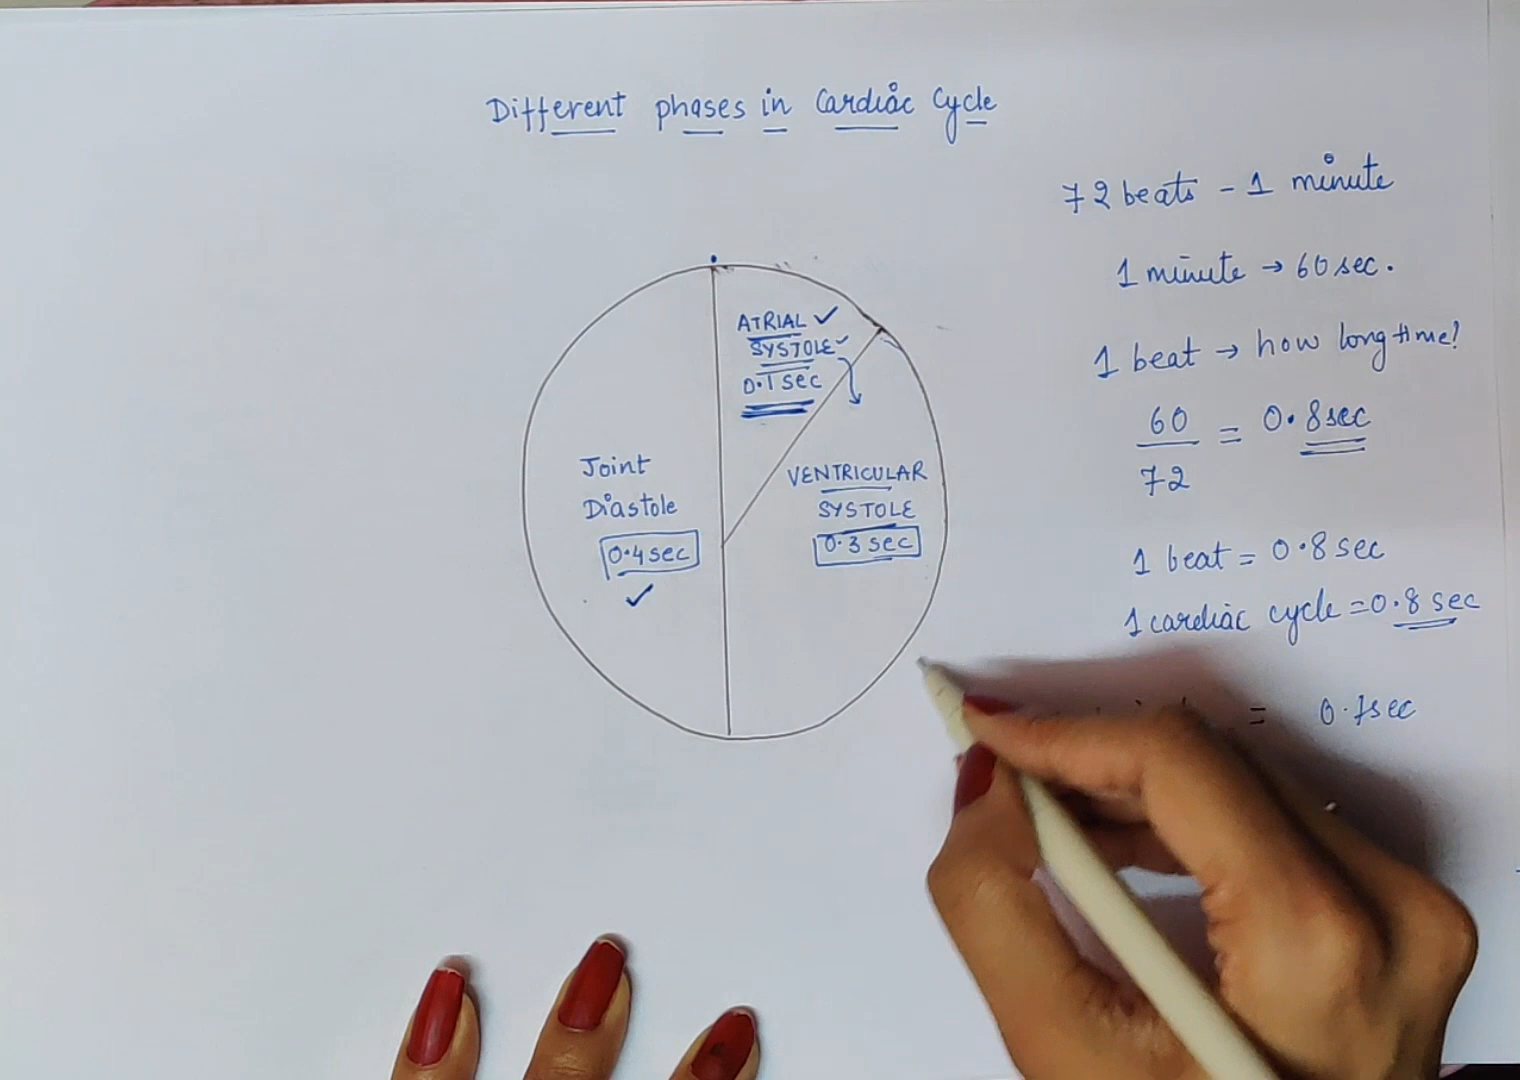 Different phases in Cardiac Cycle
72 beats - 1 minute
1 minute → 60 sec.
1 beat → how long time?
60
72
= 0.8 sec
1 beat = 0.8 sec
1 cardiac cycle = 0.8 sec
= 0.1sec
ATRIAL ✓
SYSTOLE ✓
0.1 sec
Joint
Diastole
0.4 sec
✓
VENTRICULAR
SYSTOLE
0.3 sec